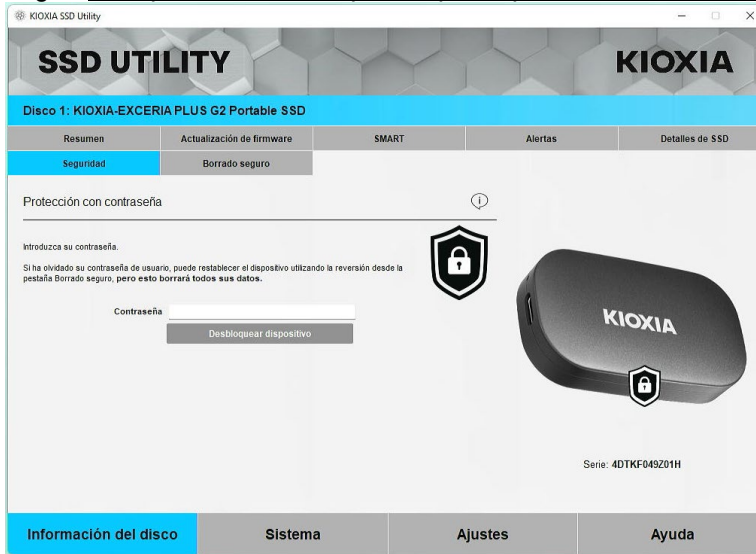 KIOXIA SSD Utility
SSD UTILITY
KIOXIA
Disco 1: KIOXIA-EXCERIA PLUS G2 Portable SSD
Resumen Actualización de firmware SMART Alertas Detalles de SSD
Seguridad Borrado seguro
Protección con contraseña
Introduzca su contraseña.
Si ha olvidado su contraseña de usuario, puede restablecer el dispositivo utilizando la reversión desde la
pestaña Borrado seguro, pero esto borrará todos sus datos.
Contraseña
Desbloquear dispositivo
KIOXIA
Serie: 4DTKF049Z01H
Información del disco Sistema Ajustes Ayuda